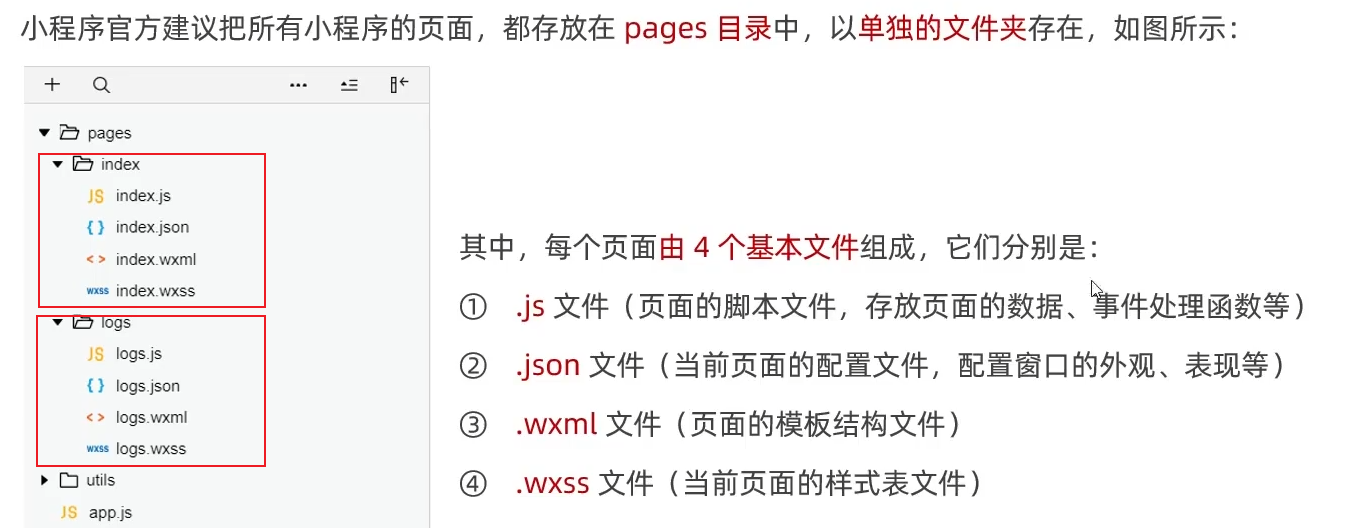 小程序官方建议把所有小程序的页面，都存放在 pages 目录中，以单独的文件夹存在，如图所示：
pages
index
JS index.js
{ } index.json
< > index.wxml
wxss index.wxss
logs
JS logs.js
{ } logs.json
< > logs.wxml
wxss logs.wxss
utils
JS app.js
其中，每个页面由 4 个基本文件组成，它们分别是：
① .js 文件（页面的脚本文件，存放页面的数据、事件处理函数等）
② .json 文件（当前页面的配置文件，配置窗口的外观、表现等）
③ .wxml 文件（页面的模板结构文件）
④ .wxss 文件（当前页面的样式表文件）